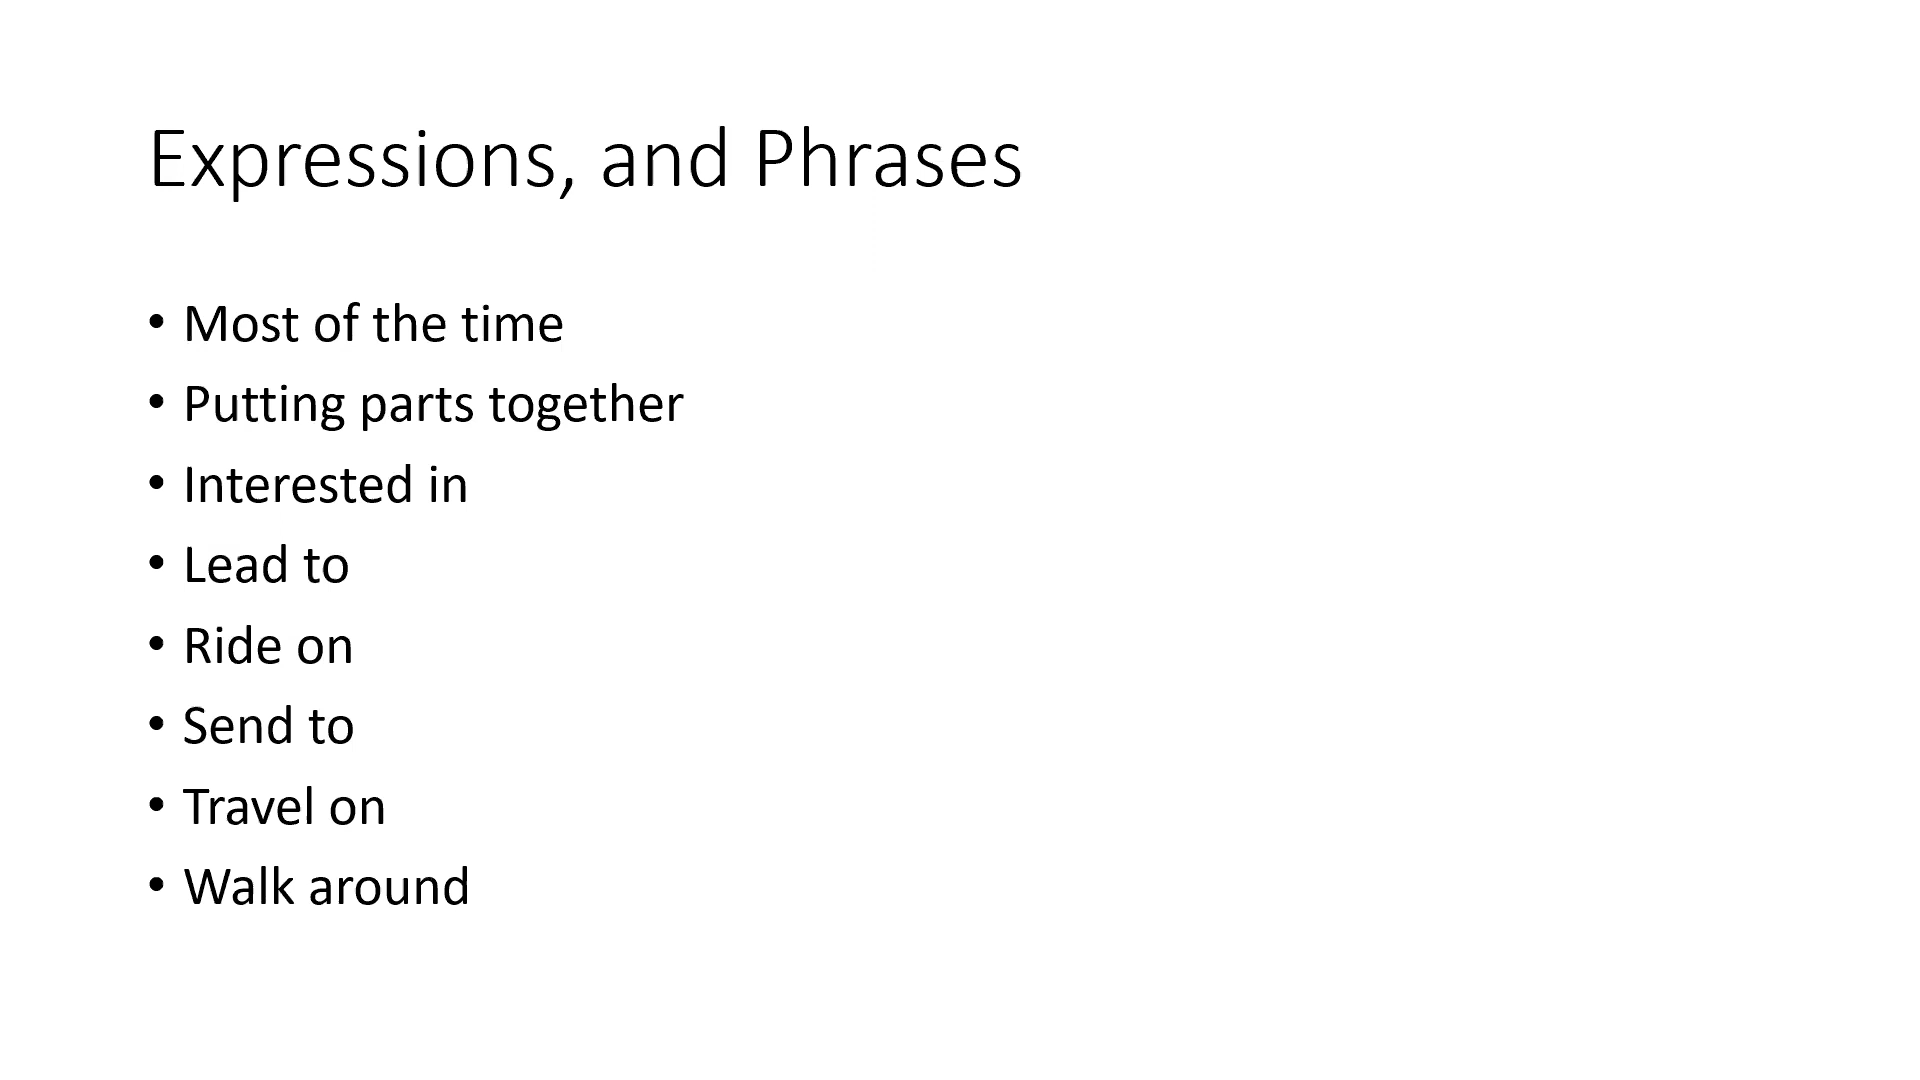 Expressions, and Phrases
• Most of the time
• Putting parts together
• Interested in
• Lead to
• Ride on
• Send to
• Travel on
• Walk around